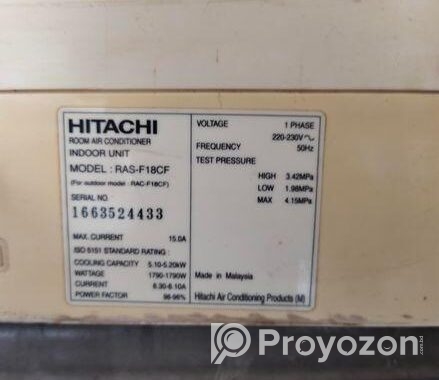 HITACHI
ROOM AIR CONDITIONER
INDOOR UNIT
MODEL : RAS-F18CF
(For outdoor model : RAC-F18CF)
SERIAL NO.
1663524433
MAX. CURRENT 15.0A
ISO 5151 STANDARD RATING :
COOLING CAPACITY 5.10-5.20kW
WATTAGE 1790-1790W
CURRENT 8.30-8.10A
POWER FACTOR 98-96%
VOLTAGE 1 PHASE
220-230V~
FREQUENCY 50Hz
TEST PRESSURE
HIGH 3.42MPa
LOW 1.98MPa
MAX 4.15MPa
Made in Malaysia
Hitachi Air Conditioning Products (M)
Proyozon
.com.bd